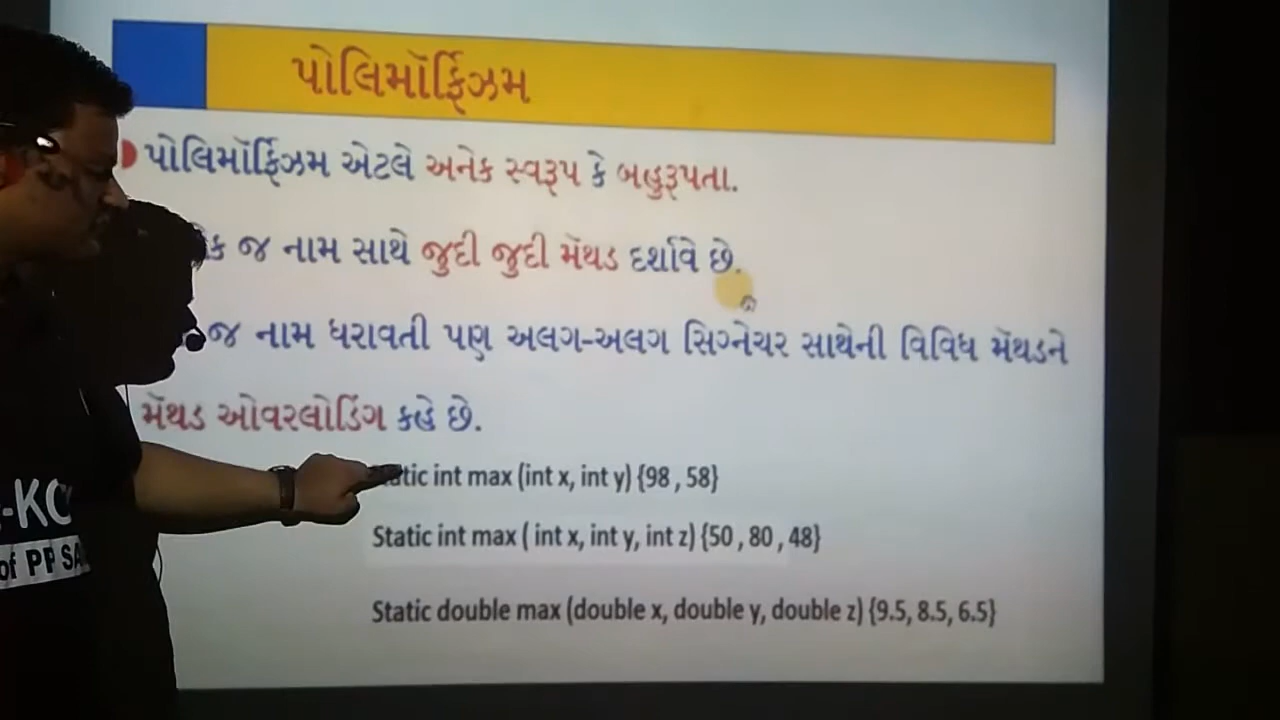 પોલિમૉર્ફિઝમ
પોલિમૉર્ફિઝમ એટલે અનેક સ્વરૂપ કે બહુરૂપતા.
જ નામ સાથે જુદી જુદી મૅથડ દર્શાવે છે.
જ નામ ધરાવતી પણ અલગ-અલગ સિગ્નેચર સાથેની વિવિધ મૅથડને
મૅથડ ઓવરલોડિંગ કહે છે.
int max (int x, int y) {98 , 58}
Static int max ( int x, int y, int z) {50 , 80 , 48}
Static double max (double x, double y, double z) {9.5, 8.5, 6.5}
of PP